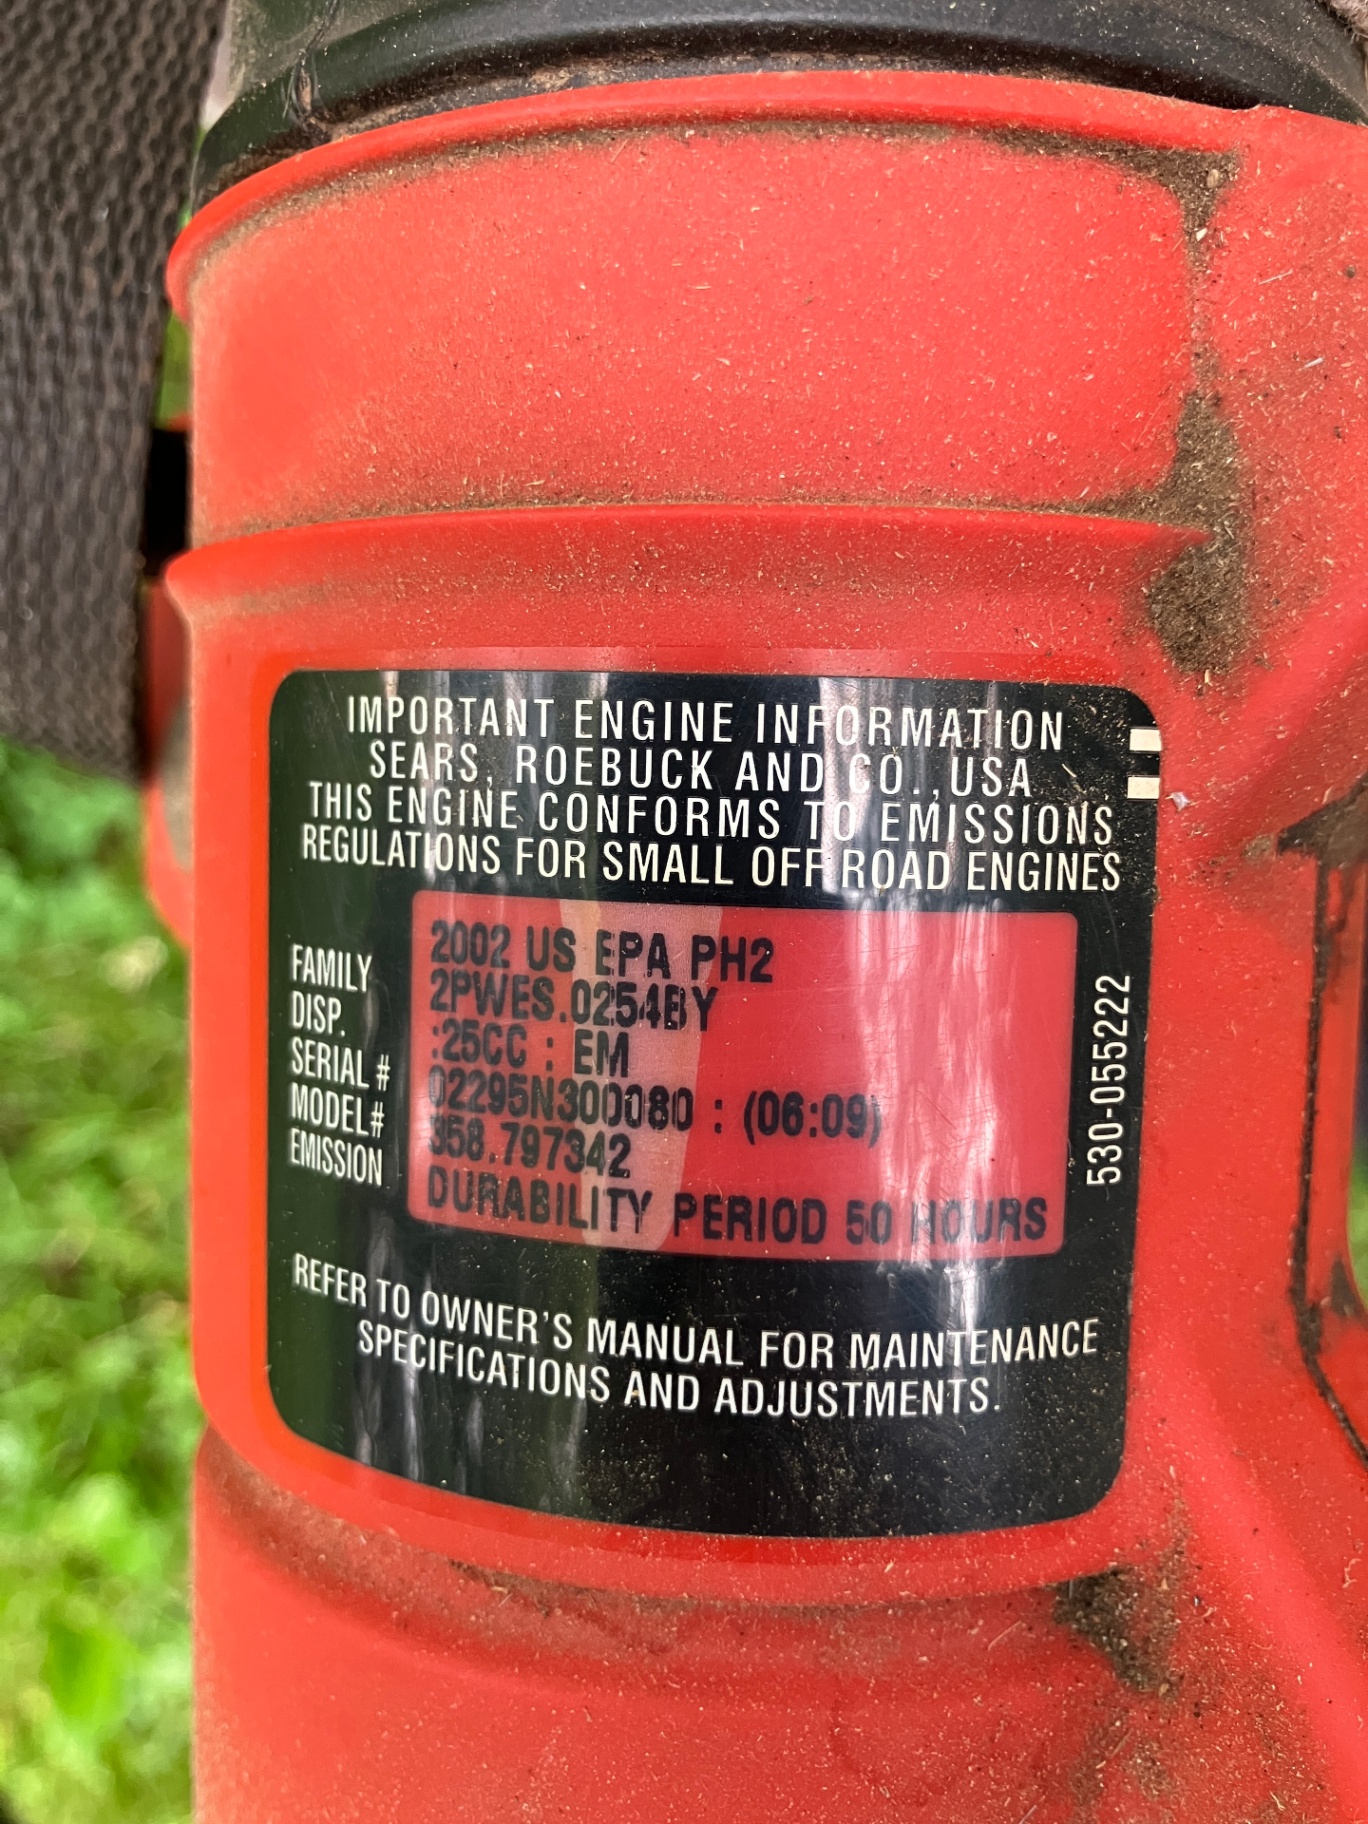 IMPORTANT ENGINE INFORMATION
SEARS, ROEBUCK AND CO.,USA
THIS ENGINE CONFORMS TO EMISSIONS
REGULATIONS FOR SMALL OFF ROAD ENGINES
2002 US EPA PH2
FAMILY 2PWES.0254BY
DISP. :25CC : EM
SERIAL # 02295N300080 : (06:09)
MODEL# 358.797342
EMISSION DURABILITY PERIOD 50 HOURS
530-055222
REFER TO OWNER'S MANUAL FOR MAINTENANCE
SPECIFICATIONS AND ADJUSTMENTS.